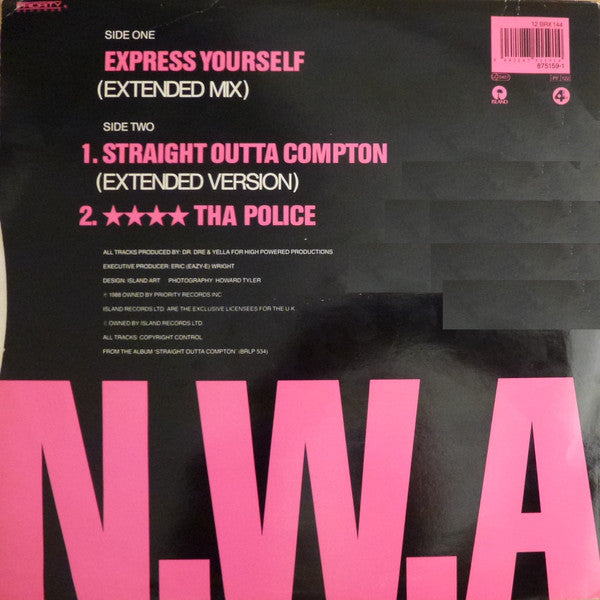 PRIORITY
RECORDS
12 BRX 144
875159-1
ISLAND
4
SIDE ONE
EXPRESS YOURSELF
(EXTENDED MIX)
SIDE TWO
1. STRAIGHT OUTTA COMPTON
(EXTENDED VERSION)
2. ★★★★ THA POLICE
ALL TRACKS PRODUCED BY: DR. DRE & YELLA FOR HIGH POWERED PRODUCTIONS
EXECUTIVE PRODUCER: ERIC (EAZY-E) WRIGHT
DESIGN: ISLAND ART PHOTOGRAPHY HOWARD TYLER
℗ 1988 OWNED BY PRIORITY RECORDS INC
ISLAND RECORDS LTD. ARE THE EXCLUSIVE LICENSEES FOR THE U.K.
© OWNED BY ISLAND RECORDS LTD.
ALL TRACKS: COPYRIGHT CONTROL
FROM THE ALBUM 'STRAIGHT OUTTA COMPTON' (BRLP 534)
N.W.A